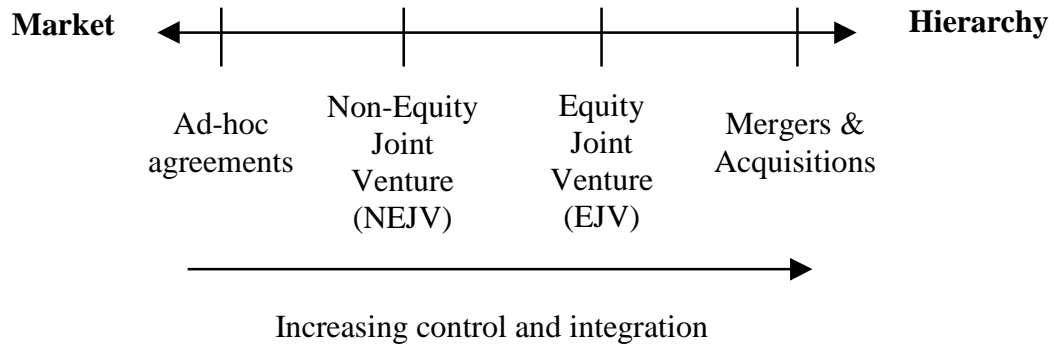 Market
Hierarchy
Ad-hoc
agreements
Non-Equity
Joint
Venture
(NEJV)
Equity
Joint
Venture
(EJV)
Mergers &
Acquisitions
Increasing control and integration